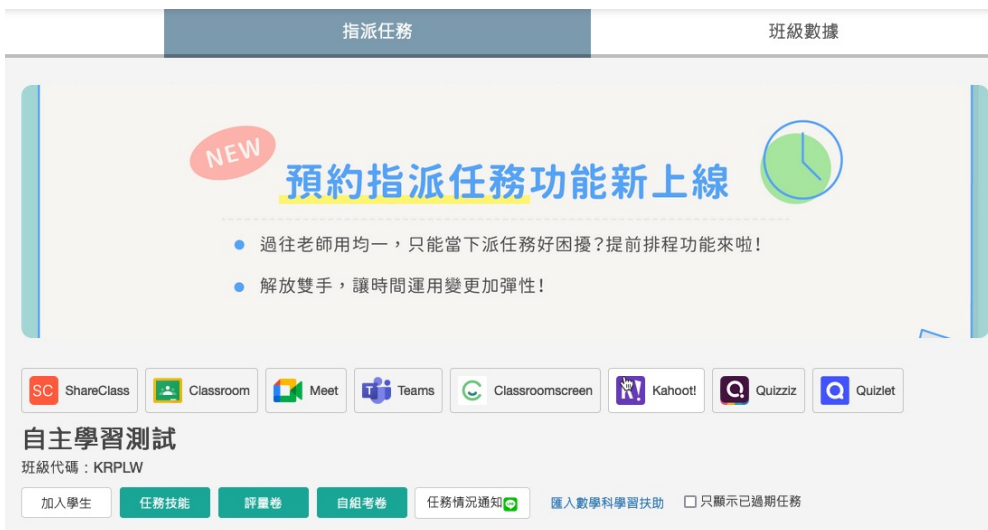 指派任務
班級數據
NEW
預約指派任務功能新上線
過往老師用均一，只能當下派任務好困擾?提前排程功能來啦!
解放雙手，讓時間運用變更加彈性!
SC ShareClass Classroom Meet Teams Classroomscreen K! Kahoot! Q. Quizziz Q Quizlet
自主學習測試
班級代碼：KRPLW
加入學生 任務技能 評量卷 自組考卷 任務情況通知 匯入數學科學習扶助 只顯示已過期任務